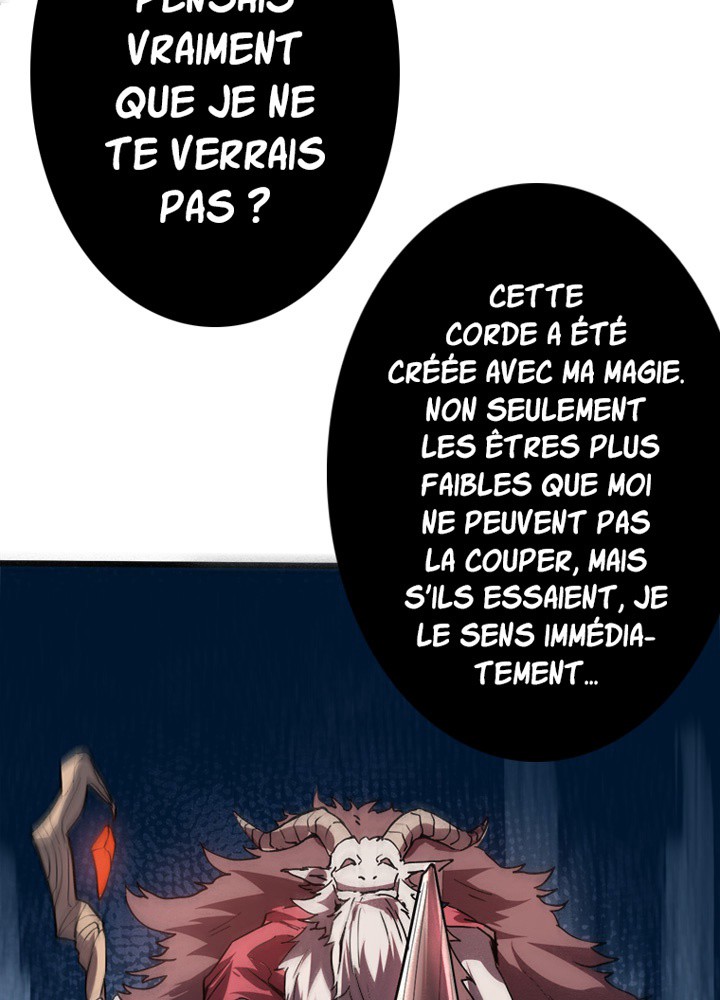 PENSAIS
VRAIMENT
QUE JE NE
TE VERRAIS
PAS ?
CETTE
CORDE A ÉTÉ
CRÉÉE AVEC MA MAGIE.
NON SEULEMENT
LES ÊTRES PLUS
FAIBLES QUE MOI
NE PEUVENT PAS
LA COUPER, MAIS
S'ILS ESSAIENT, JE
LE SENS IMMÉDIA-
TEMENT...